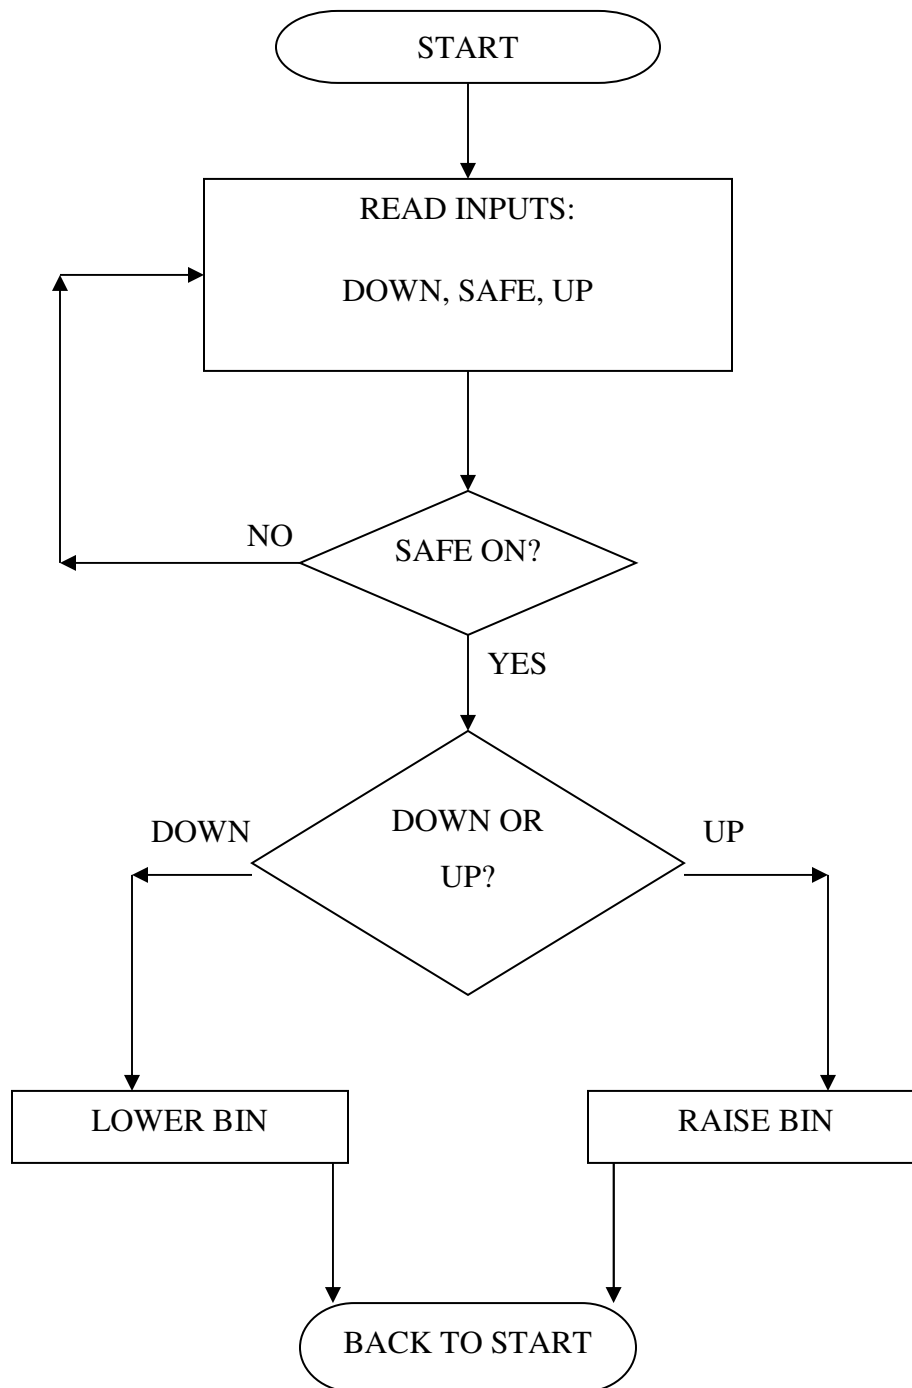 START
READ INPUTS:
DOWN, SAFE, UP
NO
SAFE ON?
YES
DOWN
DOWN OR
UP?
UP
LOWER BIN
RAISE BIN
BACK TO START